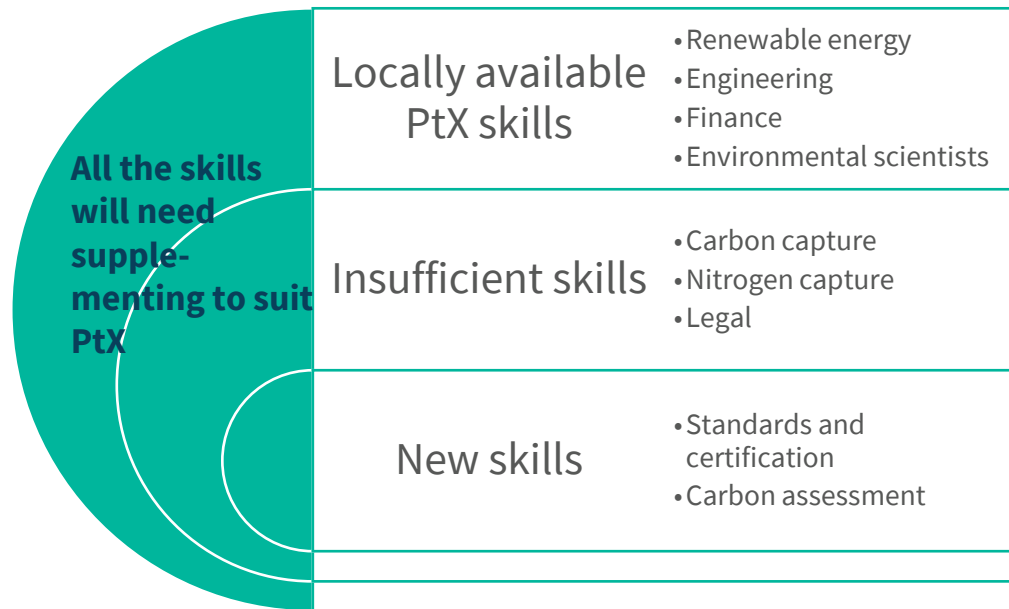 All the skills
will need
supple-
menting to suit
PtX
Locally available
PtX skills
•Renewable energy
•Engineering
•Finance
•Environmental scientists
Insufficient skills
•Carbon capture
•Nitrogen capture
•Legal
New skills
•Standards and
certification
•Carbon assessment